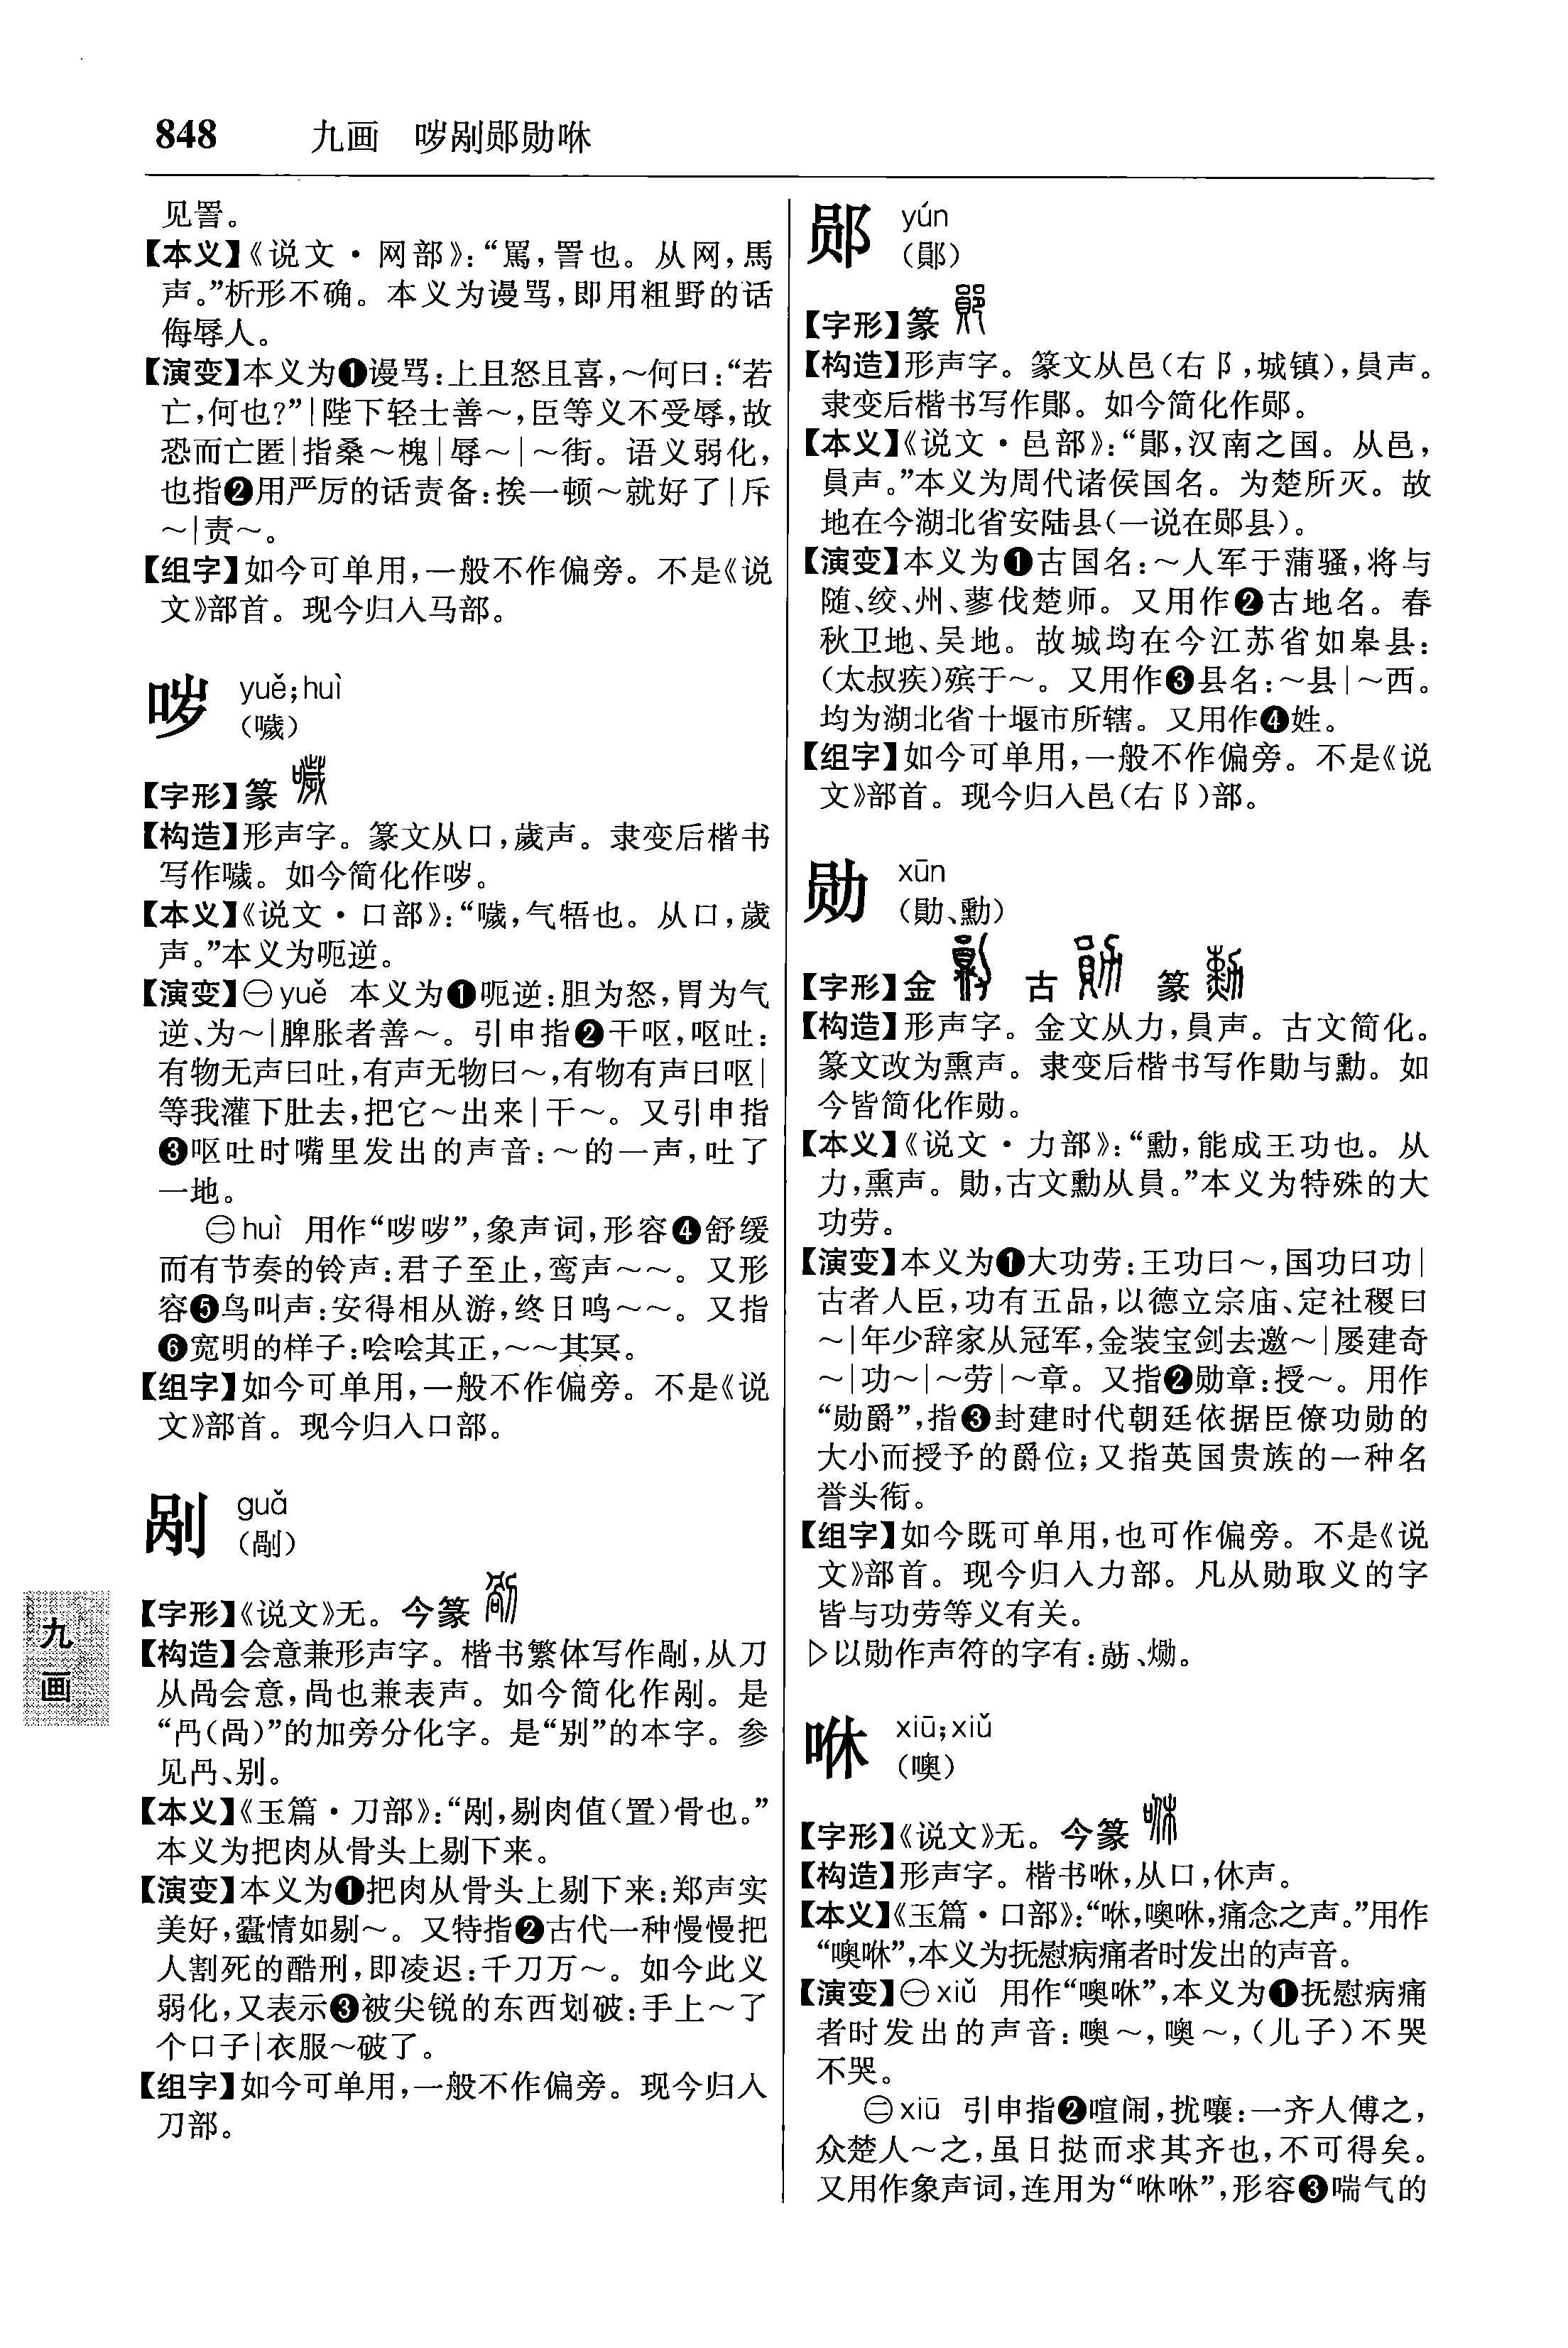 848 九画 哕剐郧勋咻
见詈。
【本义】《说文·网部》：“罵，詈也。从网，馬
声。”析形不确。本义为谩骂，即用粗野的话
侮辱人。
【演变】本义为❶谩骂：上且怒且喜，～何曰：“若
亡，何也？”|陛下轻士善～，臣等义不受辱，故
恐而亡匿|指桑～槐|辱～|～街。语义弱化，
也指❷用严厉的话责备：挨一顿～就好了|斥
～|责～。
【组字】如今可单用，一般不作偏旁。不是《说
文》部首。现今归入马部。
哕 yuě；huì
（噦）
【字形】篆
【构造】形声字。篆文从口，歲声。隶变后楷书
写作噦。如今简化作哕。
【本义】《说文·口部》：“噦，气牾也。从口，歲
声。”本义为呃逆。
【演变】㊀yuě 本义为❶呃逆：胆为怒，胃为气
逆、为～|脾胀者善～。引申指❷干呕，呕吐：
有物无声曰吐，有声无物曰～，有物有声曰呕|
等我灌下肚去，把它～出来|干～。又引申指
❸呕吐时嘴里发出的声音：～的一声，吐了
一地。
㊁huì 用作“哕哕”，象声词，形容❹舒缓
而有节奏的铃声：君子至止，鸾声～～。又形
容❺鸟叫声：安得相从游，终日鸣～～。又指
❻宽明的样子：哙哙其正，～～其冥。
【组字】如今可单用，一般不作偏旁。不是《说
文》部首。现今归入口部。
剐 guǎ
（剮）
【字形】《说文》无。今篆
【构造】会意兼形声字。楷书繁体写作剮，从刀
从咼会意，咼也兼表声。如今简化作剐。是
“冎（咼）”的加旁分化字。是“别”的本字。参
见冎、别。
【本义】《玉篇·刀部》：“剐，剔肉值（置）骨也。”
本义为把肉从骨头上剔下来。
【演变】本义为❶把肉从骨头上剔下来：郑声实
美好，蠚情如剔～。又特指❷古代一种慢慢把
人割死的酷刑，即凌迟：千刀万～。如今此义
弱化，又表示❸被尖锐的东西划破：手上～了
个口子|衣服～破了。
【组字】如今可单用，一般不作偏旁。现今归入
刀部。
九画
郧 yún
（鄖）
【字形】篆
【构造】形声字。篆文从邑（右阝，城镇），員声。
隶变后楷书写作鄖。如今简化作郧。
【本义】《说文·邑部》：“鄖，汉南之国。从邑，
員声。”本义为周代诸侯国名。为楚所灭。故
地在今湖北省安陆县（一说在郧县）。
【演变】本义为❶古国名：～人军于蒲骚，将与
随、绞、州、蓼伐楚师。又用作❷古地名。春
秋卫地、吴地。故城均在今江苏省如皋县：
（太叔疾）殡于～。又用作❸县名：～县|～西。
均为湖北省十堰市所辖。又用作❹姓。
【组字】如今可单用，一般不作偏旁。不是《说
文》部首。现今归入邑（右阝）部。
勋 xūn
（勛、勳）
【字形】金 古 篆
【构造】形声字。金文从力，員声。古文简化。
篆文改为熏声。隶变后楷书写作勛与勳。如
今皆简化作勋。
【本义】《说文·力部》：“勳，能成王功也。从
力，熏声。勛，古文勳从員。”本义为特殊的大
功劳。
【演变】本义为❶大功劳：王功曰～，国功曰功|
古者人臣，功有五品，以德立宗庙、定社稷曰
～|年少辞家从冠军，金装宝剑去邀～|屡建奇
～|功～|～劳|～章。又指❷勋章：授～。用作
“勋爵”，指❸封建时代朝廷依据臣僚功勋的
大小而授予的爵位；又指英国贵族的一种名
誉头衔。
【组字】如今既可单用，也可作偏旁。不是《说
文》部首。现今归入力部。凡从勋取义的字
皆与功劳等义有关。
▷以勋作声符的字有：勚、爋。
咻 xiū；xiǔ
（噢）
【字形】《说文》无。今篆
【构造】形声字。楷书咻，从口，休声。
【本义】《玉篇·口部》：“咻，噢咻，痛念之声。”用作
“噢咻”，本义为抚慰病痛者时发出的声音。
【演变】㊀xiǔ 用作“噢咻”，本义为❶抚慰病痛
者时发出的声音：噢～，噢～，（儿子）不哭
不哭。
㊁xiū 引申指❷喧闹，扰嚷：一齐人傅之，
众楚人～之，虽日挞而求其齐也，不可得矣。
又用作象声词，连用为“咻咻”，形容❸喘气的